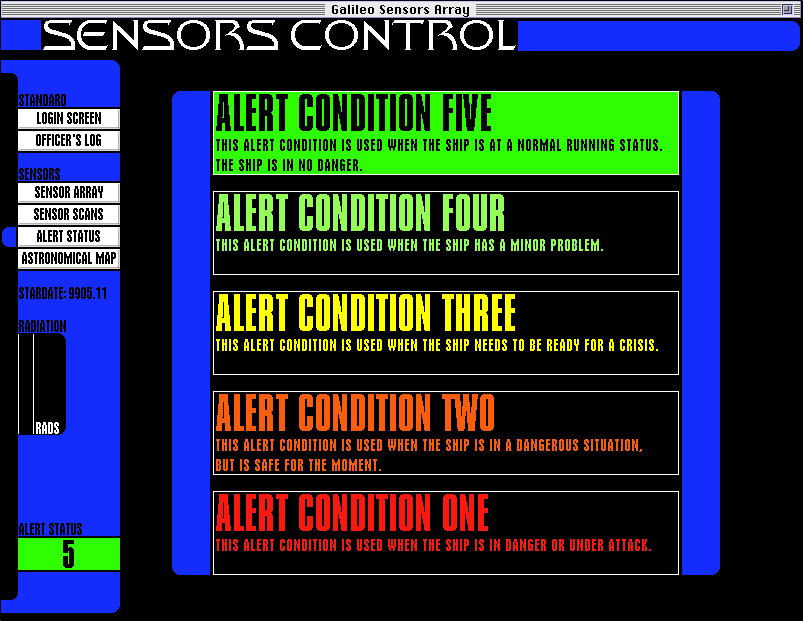 Galileo Sensors Array
SENSORS CONTROL
STANDARD
LOGIN SCREEN
OFFICER'S LOG
SENSORS
SENSOR ARRAY
SENSOR SCANS
ALERT STATUS
ASTRONOMICAL MAP
STARDATE: 9905.11
RADIATION
RADS
ALERT STATUS
5
ALERT CONDITION FIVE
THIS ALERT CONDITION IS USED WHEN THE SHIP IS AT A NORMAL RUNNING STATUS.
THE SHIP IS IN NO DANGER.
ALERT CONDITION FOUR
THIS ALERT CONDITION IS USED WHEN THE SHIP HAS A MINOR PROBLEM.
ALERT CONDITION THREE
THIS ALERT CONDITION IS USED WHEN THE SHIP NEEDS TO BE READY FOR A CRISIS.
ALERT CONDITION TWO
THIS ALERT CONDITION IS USED WHEN THE SHIP IS IN A DANGEROUS SITUATION,
BUT IS SAFE FOR THE MOMENT.
ALERT CONDITION ONE
THIS ALERT CONDITION IS USED WHEN THE SHIP IS IN DANGER OR UNDER ATTACK.